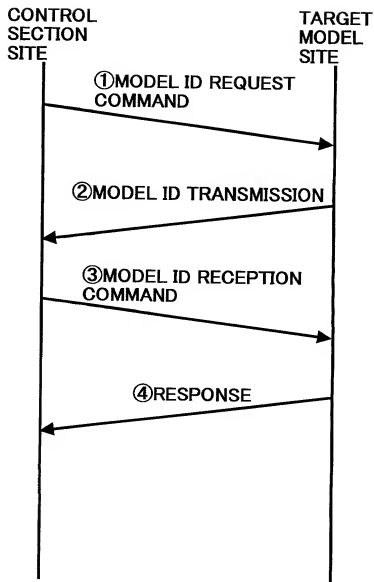 CONTROL
SECTION
SITE
TARGET
MODEL
SITE
①MODEL ID REQUEST
COMMAND
②MODEL ID TRANSMISSION
③MODEL ID RECEPTION
COMMAND
④RESPONSE